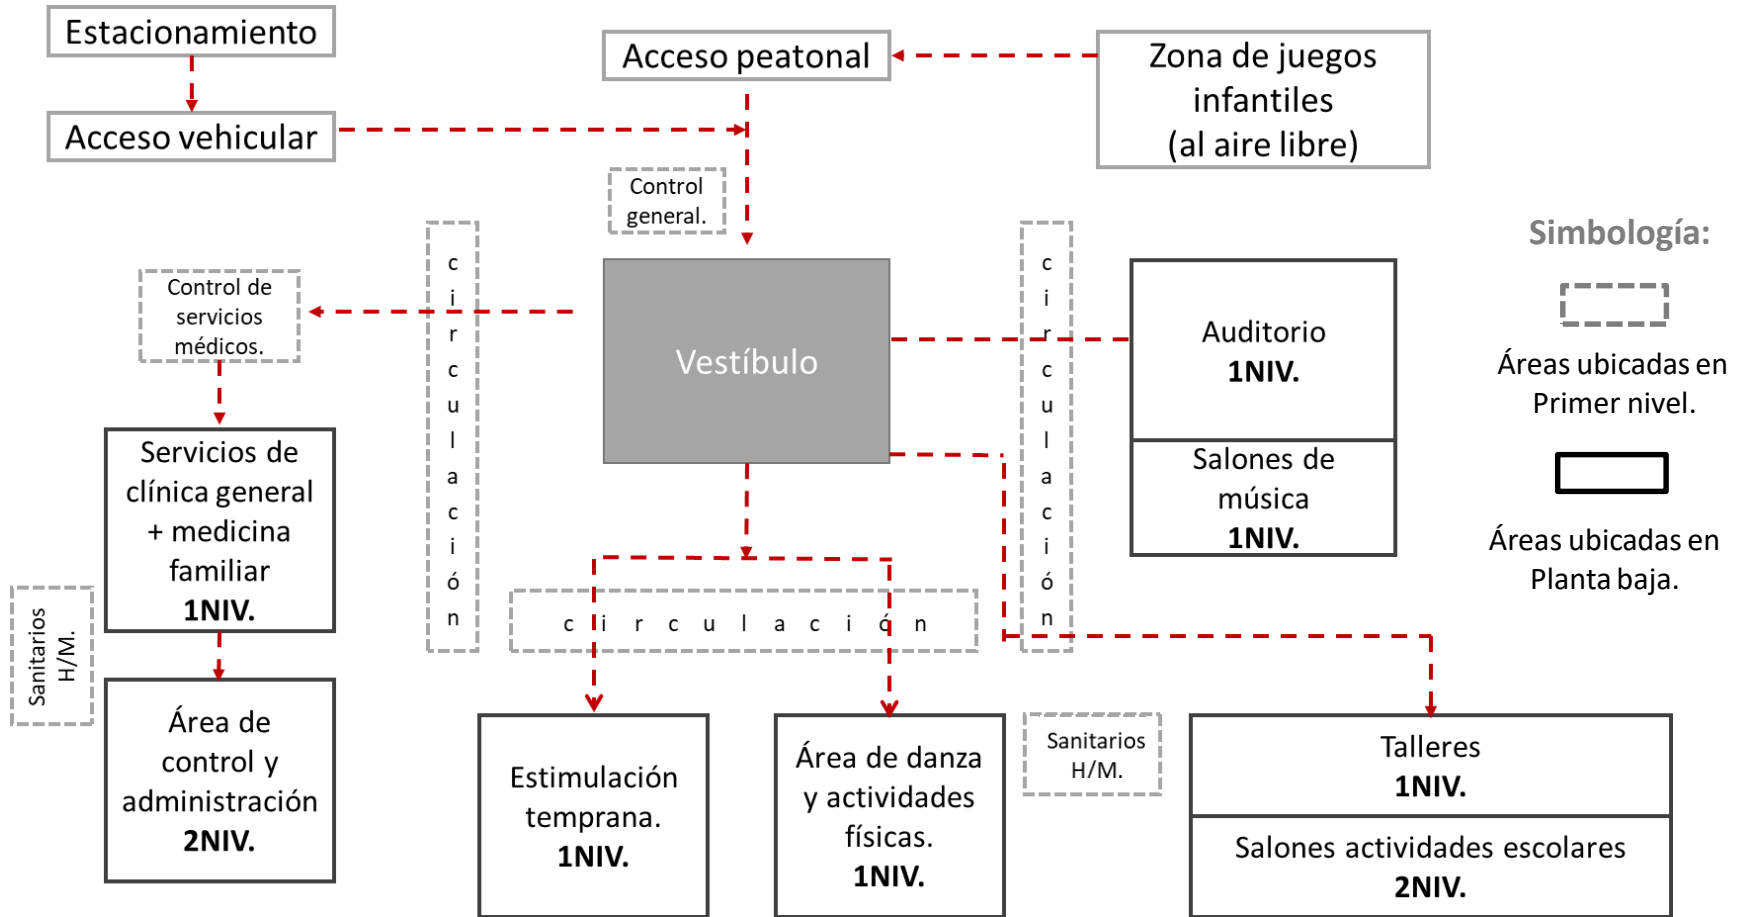 Estacionamiento
Acceso vehicular
Acceso peatonal
Zona de juegos
infantiles
(al aire libre)
Control
general.
circulación
Control de
servicios
médicos.
Vestíbulo
circulación
Auditorio
1NIV.
Salones de
música
1NIV.
Simbología:
Áreas ubicadas en
Primer nivel.
Áreas ubicadas en
Planta baja.
Servicios de
clínica general
+ medicina
familiar
1NIV.
Sanitarios
H/M.
Área de
control y
administración
2NIV.
circulación
Estimulación
temprana.
1NIV.
Área de danza
y actividades
físicas.
1NIV.
Sanitarios
H/M.
Talleres
1NIV.
Salones actividades escolares
2NIV.